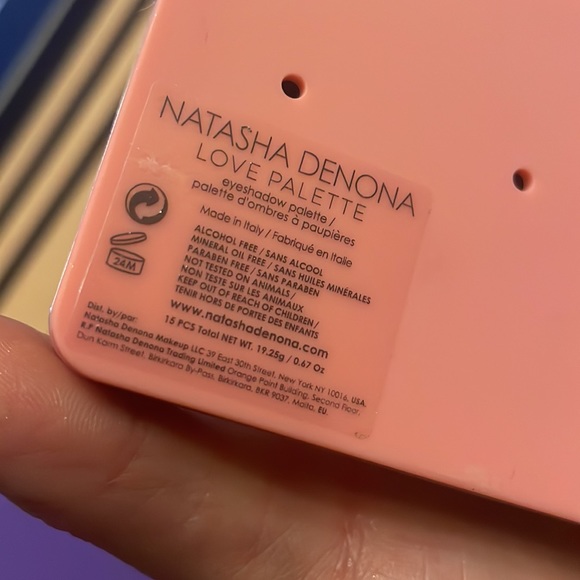 NATASHA DENONA
LOVE PALETTE
eyeshadow palette /
palette d'ombres à paupières
Made in Italy / Fabriqué en Italie
ALCOHOL FREE / SANS ALCOOL
MINERAL OIL FREE / SANS HUILES MINÉRALES
PARABEN FREE / SANS PARABEN
NOT TESTED ON ANIMALS /
NON TESTE SUR LES ANIMAUX
KEEP OUT OF REACH OF CHILDREN /
TENIR HORS DE PORTEE DES ENFANTS
www.natashadenona.com
15 PCS Total NET WT. 19.25g / 0.67 Oz
24M
Dist. by/par:
Natasha Denona Makeup LLC 39 East 30th Street, New York NY 10016, USA.
R.P Natasha Denona Trading Limited Orange Point Building, Second Floor,
Dun Karm Street, Birkirkara By-Pass, Birkirkara, BKR 9037, Malta, EU.